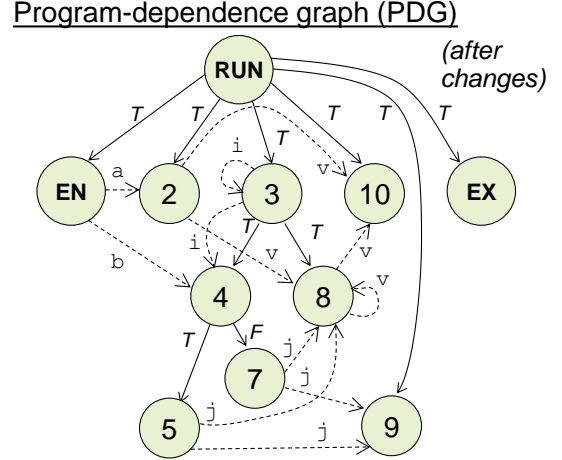 Program-dependence graph (PDG)
(after
changes)
RUN
T T T T T T
i
a v
EN 2 3 10 EX
T T
b i v v
4 8 v
T F
j
7 j
5 j 9
j